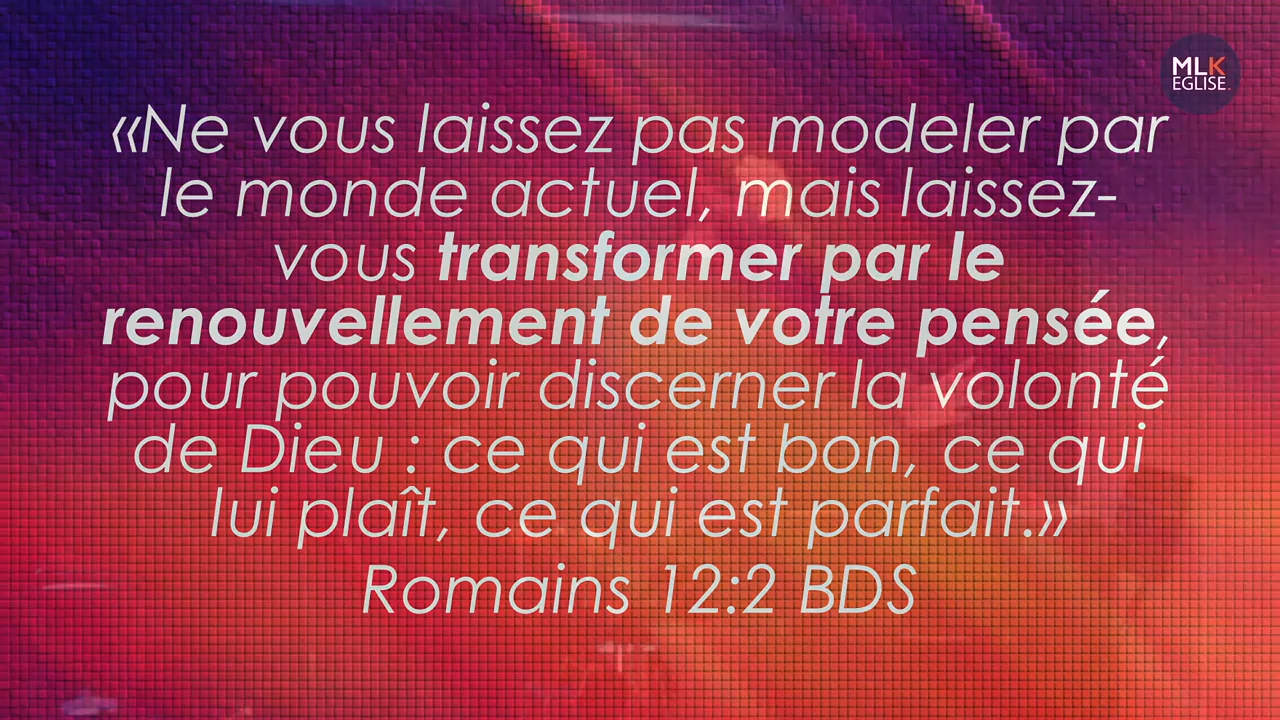 MLK
EGLISE
«Ne vous laissez pas modeler par
le monde actuel, mais laissez-
vous transformer par le
renouvellement de votre pensée,
pour pouvoir discerner la volonté
de Dieu : ce qui est bon, ce qui
lui plaît, ce qui est parfait.»
Romains 12:2 BDS